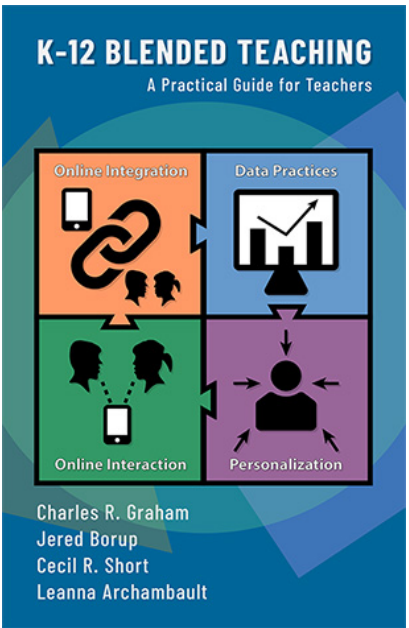 K-12 BLENDED TEACHING
A Practical Guide for Teachers
Online Integration
Data Practices
Online Interaction
Personalization
Charles R. Graham
Jered Borup
Cecil R. Short
Leanna Archambault